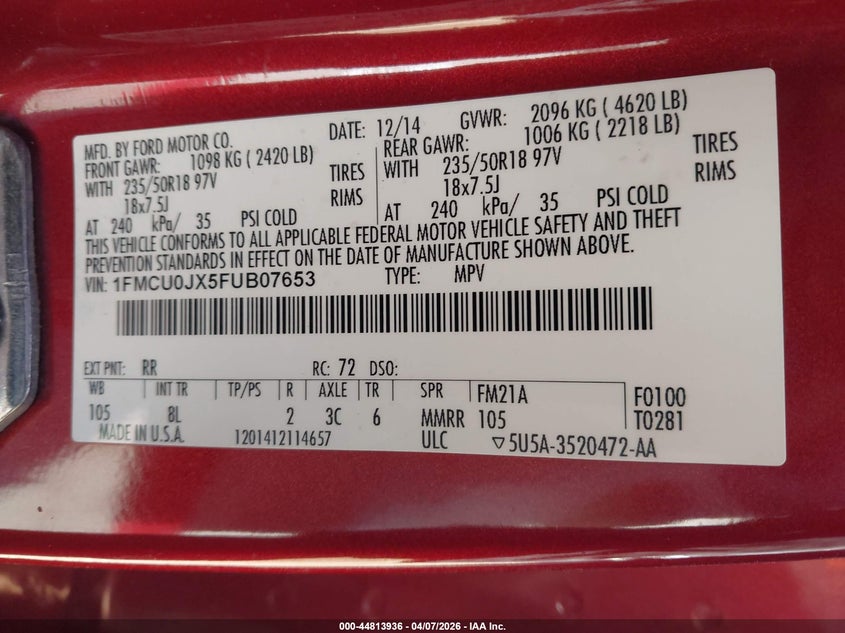 MFD. BY FORD MOTOR CO.
DATE: 12/14
GVWR: 2096 KG ( 4620 LB)
FRONT GAWR: 1098 KG ( 2420 LB)
REAR GAWR: 1006 KG ( 2218 LB)
WITH 235/50R18 97V TIRES
WITH 235/50R18 97V TIRES
18x7.5J RIMS
18x7.5J RIMS
AT 240 kPa/ 35 PSI COLD
AT 240 kPa/ 35 PSI COLD
THIS VEHICLE CONFORMS TO ALL APPLICABLE FEDERAL MOTOR VEHICLE SAFETY AND THEFT
PREVENTION STANDARDS IN EFFECT ON THE DATE OF MANUFACTURE SHOWN ABOVE.
VIN: 1FMCU0JX5FUB07653 TYPE: MPV
EXT PNT: RR RC: 72 DSO:
WB INT TR TP/PS R AXLE TR SPR FM21A F0100
105 8L 2 3C 6 MMRR 105 T0281
MADE IN U.S.A. 1201412114657 ULC ▽5U5A-3520472-AA
000-44813936 - 04/07/2026 - IAA Inc.